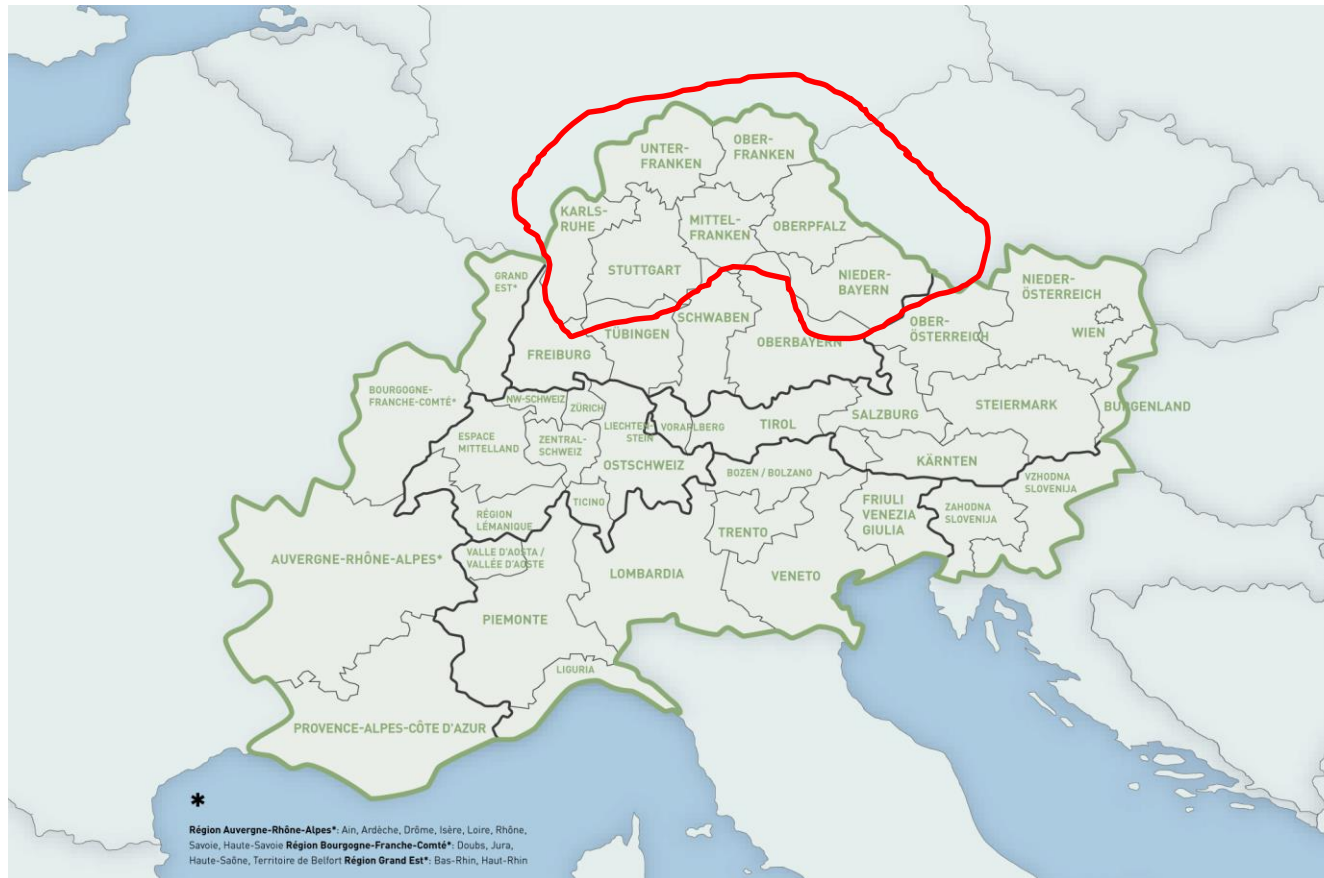 UNTER-
FRANKEN
OBER-
FRANKEN
KARLS-
RUHE
MITTEL-
FRANKEN
OBERPFALZ
STUTTGART
GRAND
EST*
NIEDER-
BAYERN
NIEDER-
ÖSTERREICH
SCHWABEN
TÜBINGEN
OBER-
ÖSTERREICH
WIEN
OBERBAYERN
FREIBURG
BOURGOGNE-
FRANCHE-COMTÉ*
NW-SCHWEIZ
ZÜRICH
SALZBURG
STEIERMARK
BURGENLAND
LIECHTEN-
STEIN
VORARLBERG
TIROL
ESPACE
MITTELLAND
ZENTRAL-
SCHWEIZ
OSTSCHWEIZ
BOZEN / BOLZANO
KÄRNTEN
VZHODNA
SLOVENIJA
TICINO
RÉGION
LÉMANIQUE
FRIULI
VENEZIA
GIULIA
ZAHODNA
SLOVENIJA
TRENTO
AUVERGNE-RHÔNE-ALPES*
VALLE D'AOSTA /
VALLÉE D'AOSTE
LOMBARDIA
VENETO
PIEMONTE
LIGURIA
PROVENCE-ALPES-CÔTE D'AZUR
*
Région Auvergne-Rhône-Alpes*: Ain, Ardèche, Drôme, Isère, Loire, Rhône,
Savoie, Haute-Savoie Région Bourgogne-Franche-Comté*: Doubs, Jura,
Haute-Saône, Territoire de Belfort Région Grand Est*: Bas-Rhin, Haut-Rhin